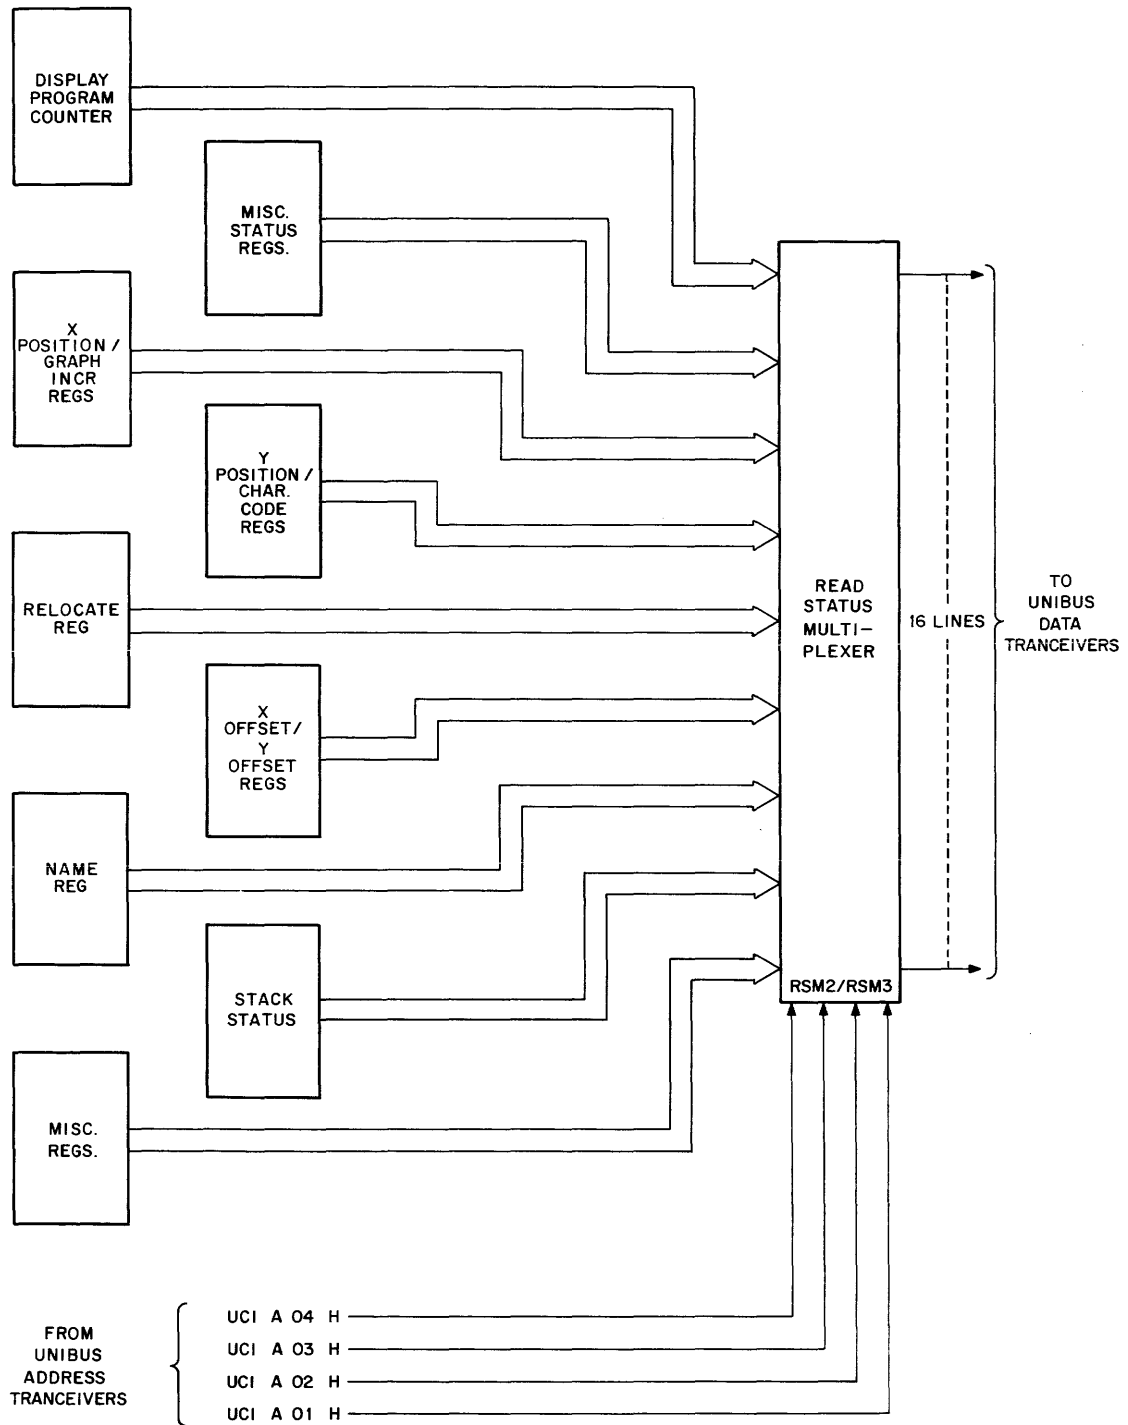 DISPLAY
PROGRAM
COUNTER
MISC.
STATUS
REGS.
X
POSITION /
GRAPH
INCR
REGS
Y
POSITION /
CHAR.
CODE
REGS
RELOCATE
REG
X
OFFSET/
Y
OFFSET
REGS
NAME
REG
STACK
STATUS
MISC.
REGS.
READ
STATUS
MULTI-
PLEXER
RSM2/RSM3
16 LINES
TO
UNIBUS
DATA
TRANCEIVERS
FROM
UNIBUS
ADDRESS
TRANCEIVERS
UCI A 04 H
UCI A 03 H
UCI A 02 H
UCI A 01 H